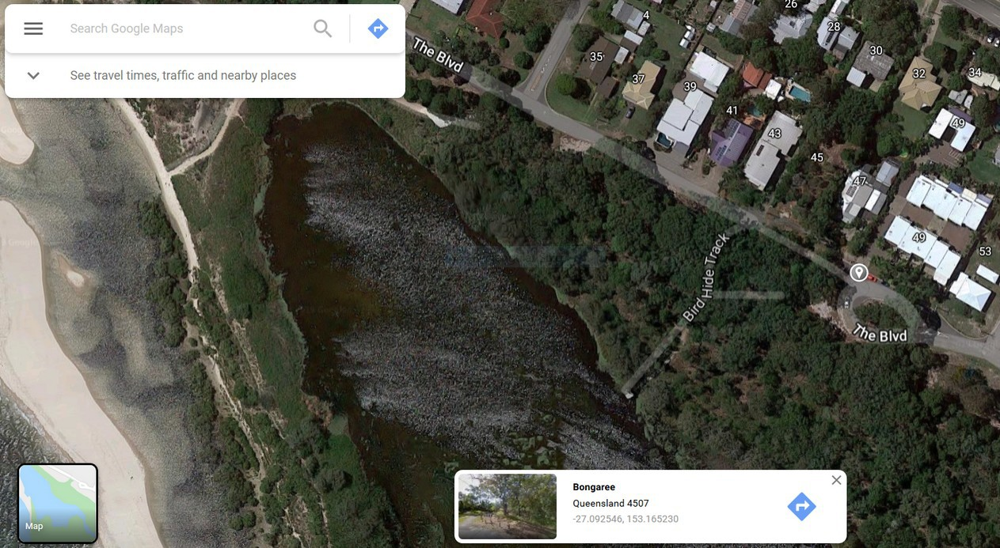 Search Google Maps
See travel times, traffic and nearby places
The Blvd
4
26
28
30
32
34
35
37
39
41
43
45
47
49
49
53
Bird Hide Track
The Blvd
Map
Bongaree
Queensland 4507
-27.092546, 153.165230